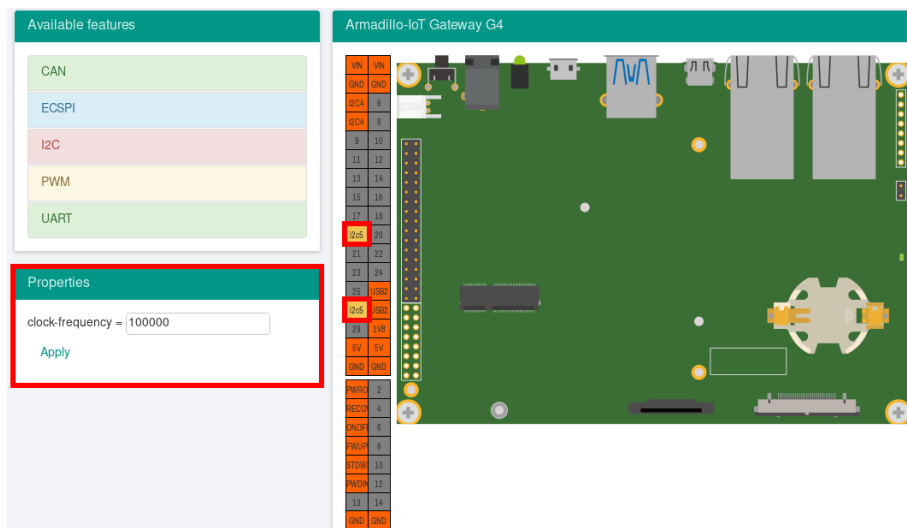 Available features
CAN
ECSPI
I2C
PWM
UART
Properties
clock-frequency = 100000
Apply
Armadillo-IoT Gateway G4
VIN VIN
GND GND
I2C4 6
I2C4 8
9 10
11 12
13 14
15 16
17 18
i2c5 20
21 22
23 24
25 USB2
i2c5 USB2
29 1V8
5V 5V
GND GND
PWRO 2
RECO 4
ONOF 6
FWUP 8
STDW 10
PWDIN 12
13 14
GND GND